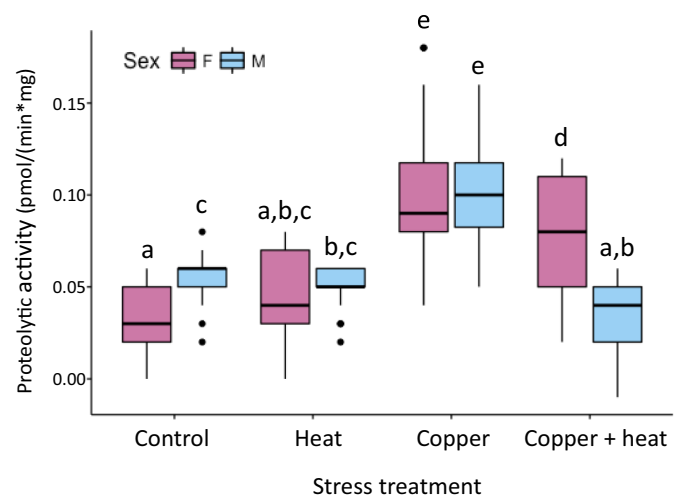 e
Sex F M
e
0.15
d
a,b,c
c
0.10
a
b,c
a,b
0.05
0.00
Proteolytic activity (pmol/(min*mg)
Control Heat Copper Copper + heat
Stress treatment